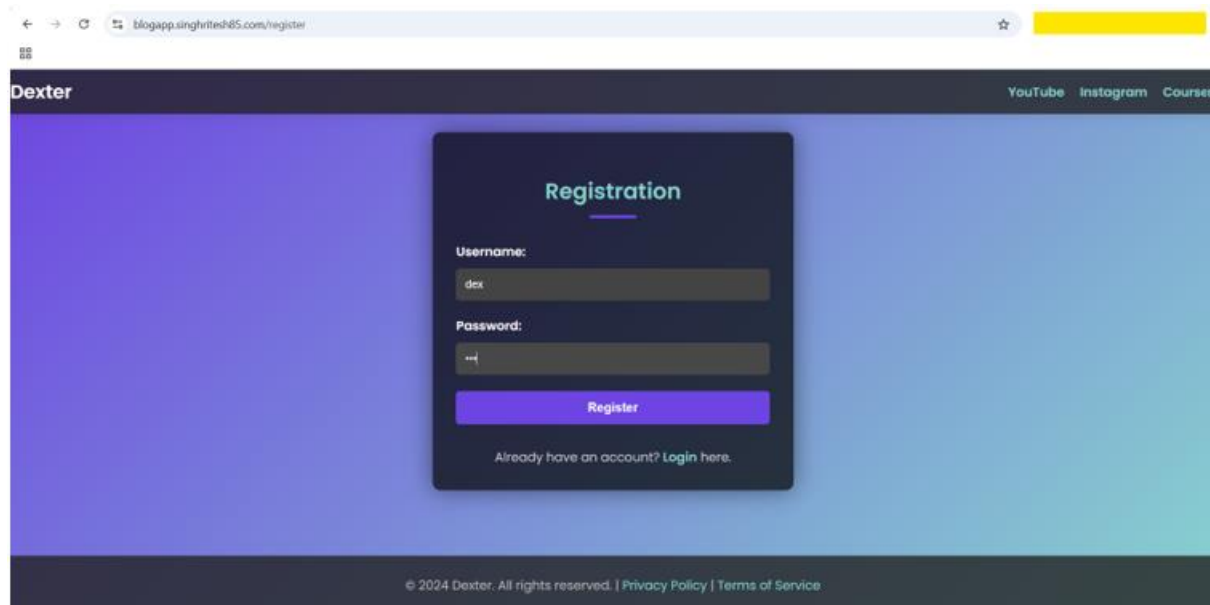 blogapp.singhritesh85.com/register
Dexter
YouTube Instagram Courses
Registration
Username:
dex
Password:
•••
Register
Already have an account? Login here.
© 2024 Dexter. All rights reserved. | Privacy Policy | Terms of Service